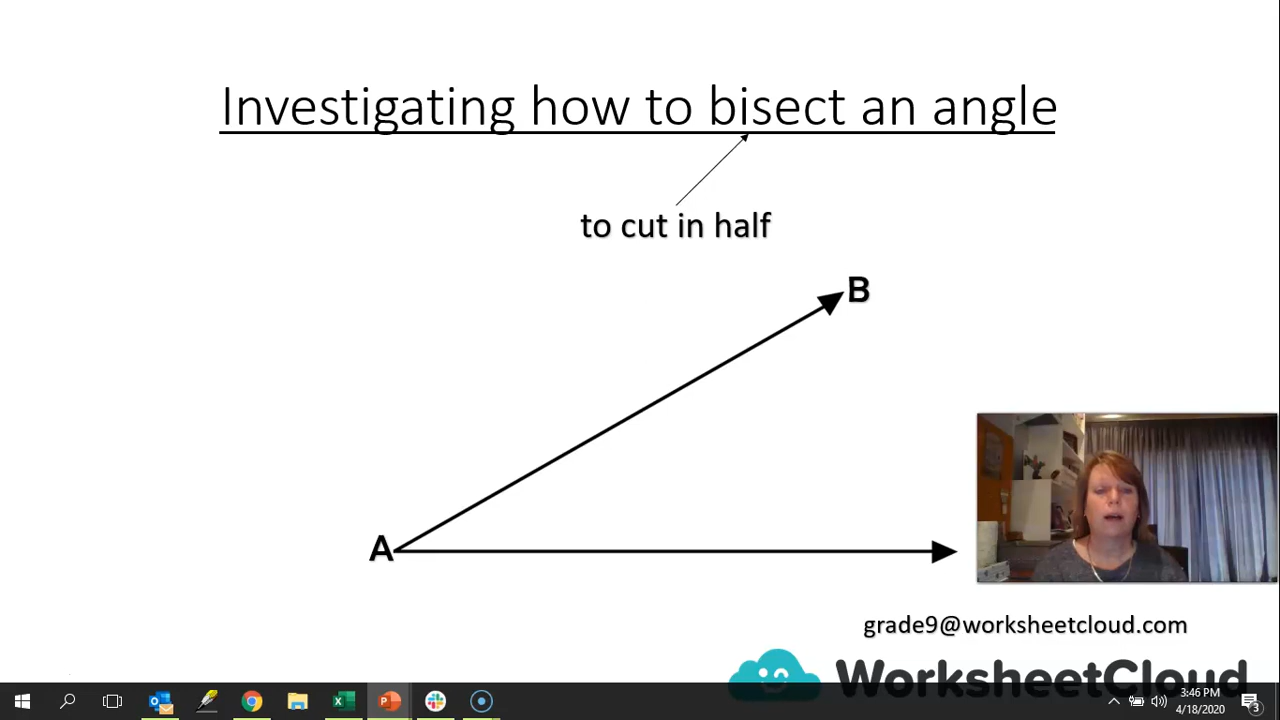 Investigating how to bisect an angle
to cut in half
B
A
grade9@worksheetcloud.com
WorksheetCloud
3:46 PM
4/18/2020
3